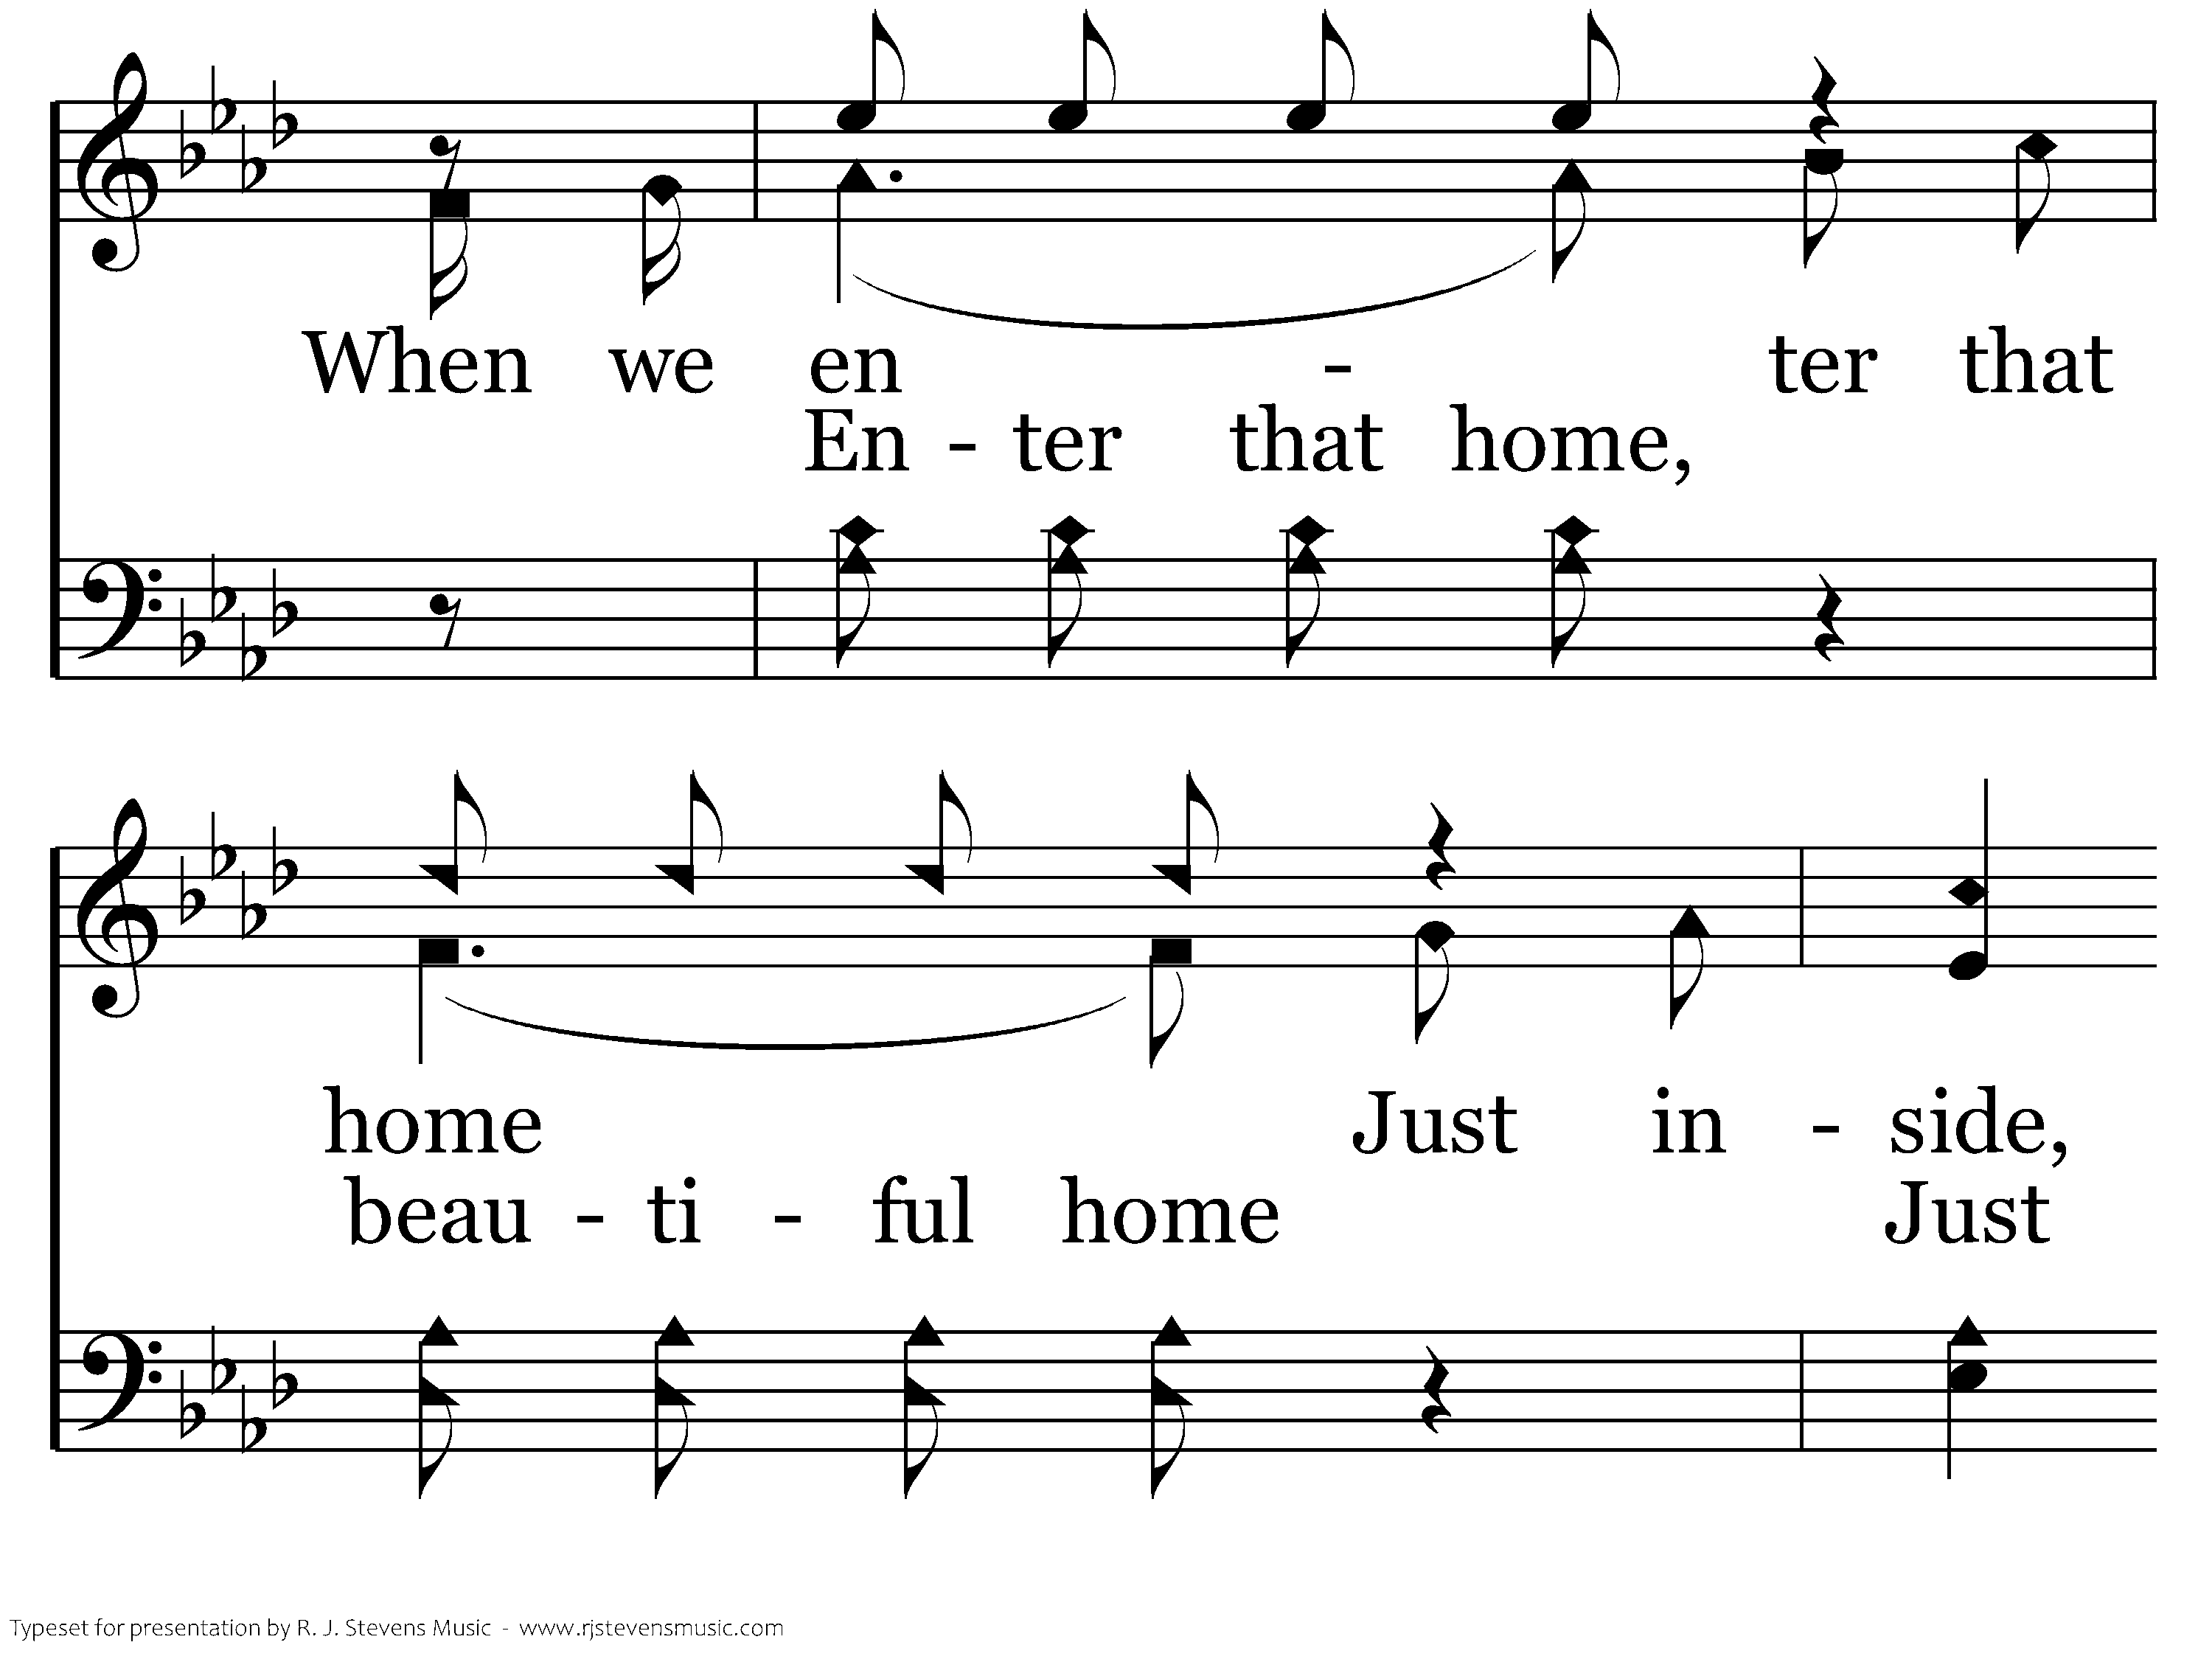 When we en - ter that
En - ter that home,
home Just in - side,
beau - ti - ful home Just
Typeset for presentation by R. J. Stevens Music - www.rjstevensmusic.com